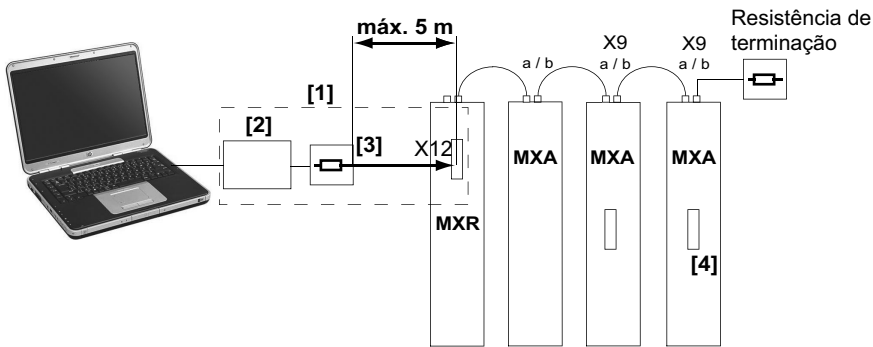 máx. 5 m
Resistência de
terminação
X9
X9
a / b
a / b
a / b
[1]
[2]
[3]
X12
MXA
MXA
MXA
MXR
[4]